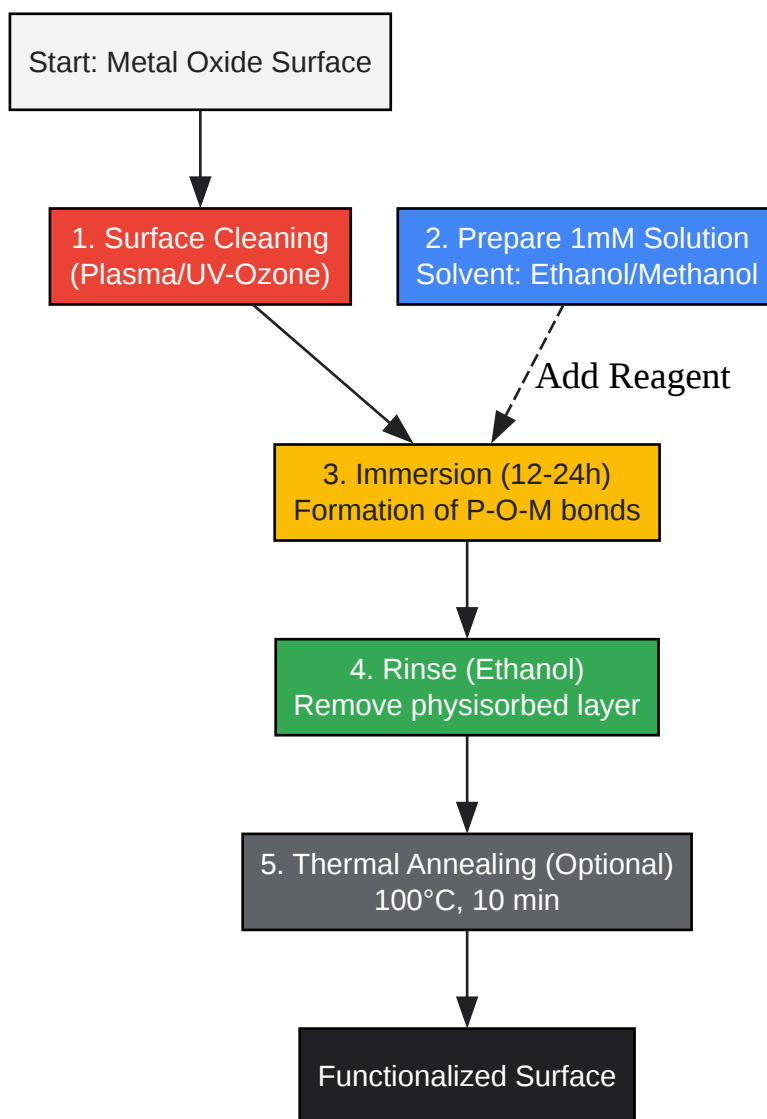 Start: Metal Oxide Surface
1. Surface Cleaning
(Plasma/UV-Ozone)
2. Prepare 1mM Solution
Solvent: Ethanol/Methanol
Add Reagent
3. Immersion (12-24h)
Formation of P-O-M bonds
4. Rinse (Ethanol)
Remove physisorbed layer
5. Thermal Annealing (Optional)
100°C, 10 min
Functionalized Surface